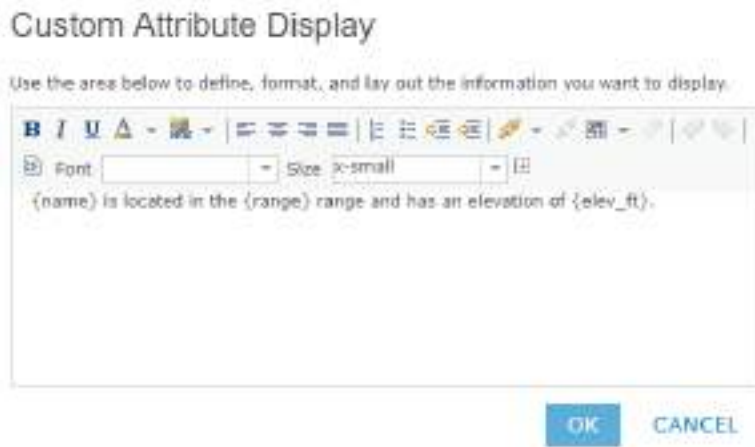 Custom Attribute Display
Use the area below to define, format, and lay out the information you want to display.
B I U A
Font Size x-small
{name} is located in the {range} range and has an elevation of {elev_ft}.
OK CANCEL